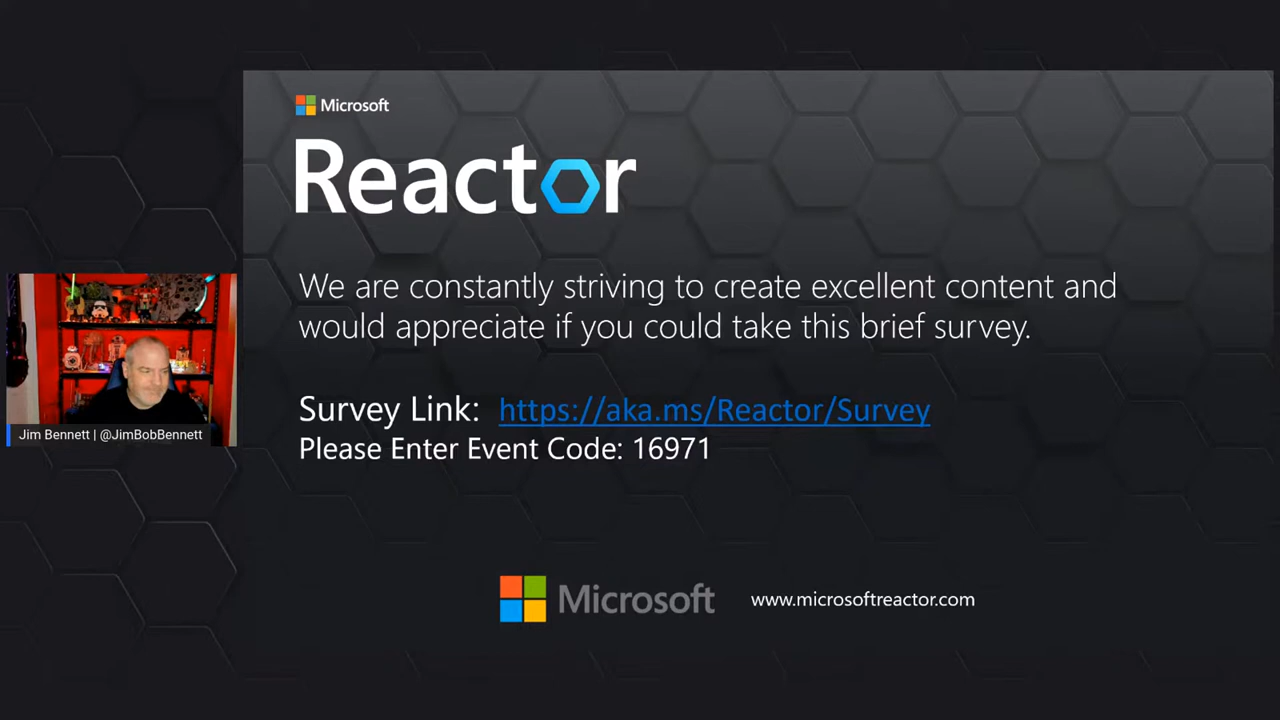 Microsoft
Reactor
We are constantly striving to create excellent content and
would appreciate if you could take this brief survey.
Survey Link: https://aka.ms/Reactor/Survey
Please Enter Event Code: 16971
Jim Bennett | @JimBobBennett
Microsoft
www.microsoftreactor.com